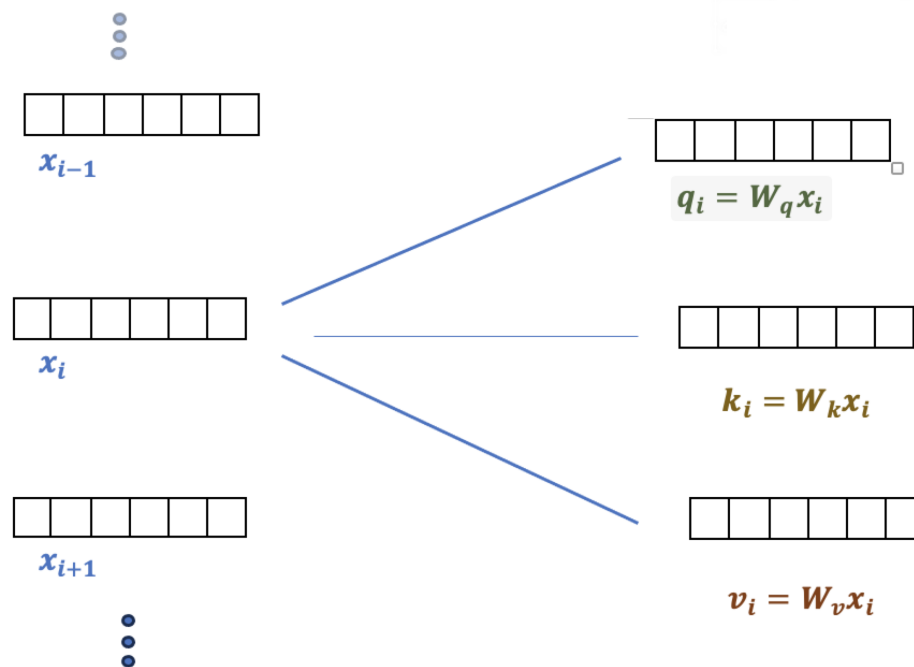 x_{i-1}
q_i = W_q x_i
x_i
k_i = W_k x_i
x_{i+1}
v_i = W_v x_i